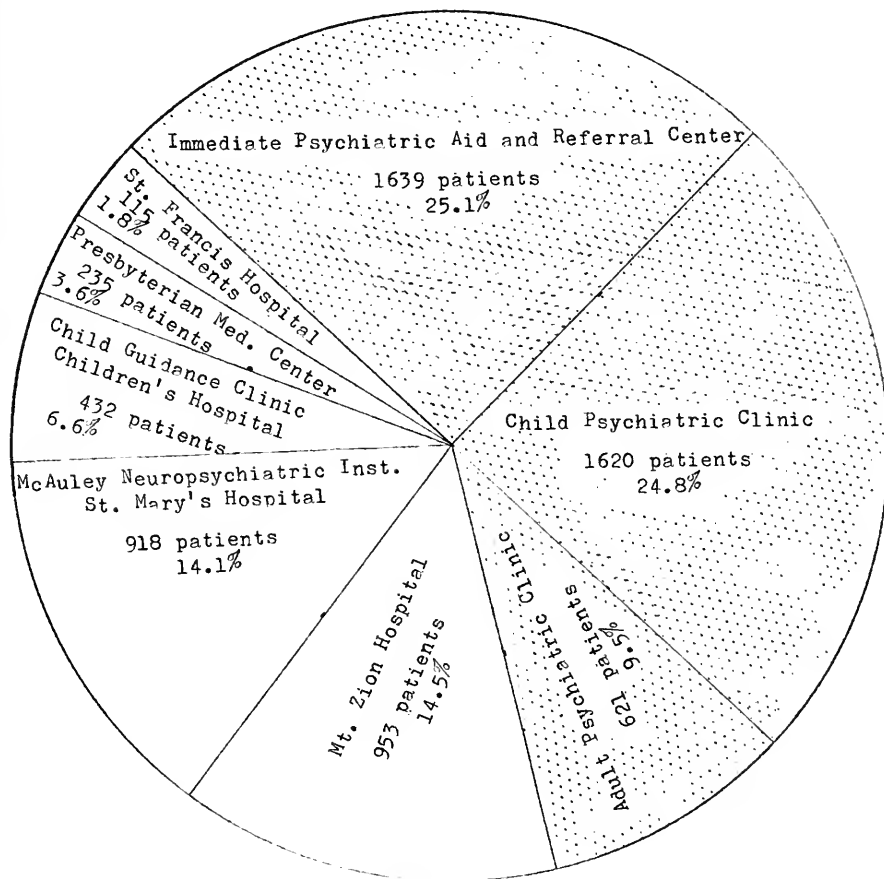 Immediate Psychiatric Aid and Referral Center
1639 patients
25.1%
Child Psychiatric Clinic
1620 patients
24.8%
Adult Psychiatric Clinic
621 patients
9.5%
Mt. Zion Hospital
953 patients
14.5%
McAuley Neuropsychiatric Inst.
St. Mary's Hospital
918 patients
14.1%
Child Guidance Clinic
Children's Hospital
432 patients
6.6%
Presbyterian Med. Center
235 patients
3.6%
St. Francis Hospital
115 patients
1.8%